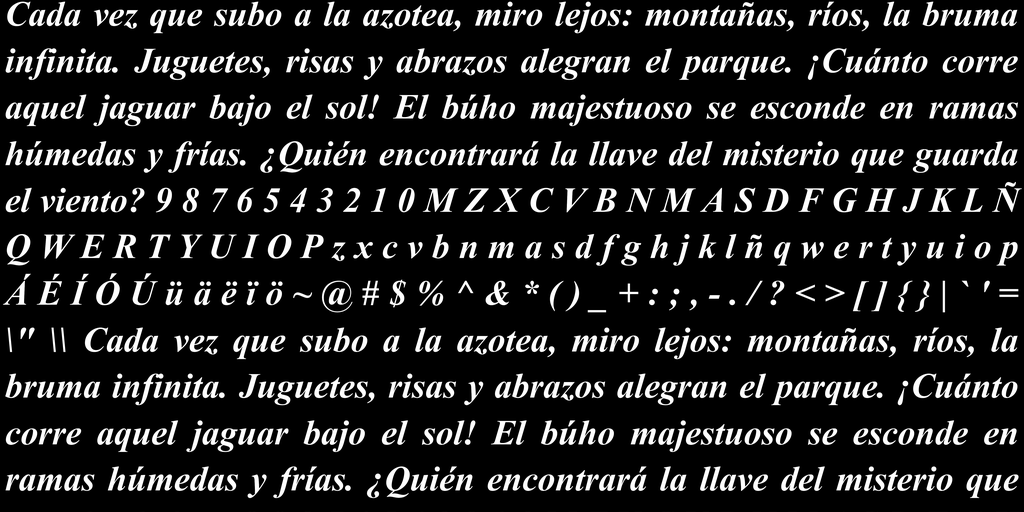 Cada vez que subo a la azotea, miro lejos: montañas, ríos, la bruma
infinita. Juguetes, risas y abrazos alegran el parque. ¡Cuánto corre
aquel jaguar bajo el sol! El búho majestuoso se esconde en ramas
húmedas y frías. ¿Quién encontrará la llave del misterio que guarda
el viento? 9 8 7 6 5 4 3 2 1 0 M Z X C V B N M A S D F G H J K L Ñ
Q W E R T Y U I O P z x c v b n m a s d f g h j k l ñ q w e r t y u i o p
Á É Í Ó Ú ü ä ë ï ö ~ @ # $ % ^ & * ( ) _ + : ; , - . / ? < > [ ] { } | ` ' =
\" \\ Cada vez que subo a la azotea, miro lejos: montañas, ríos, la
bruma infinita. Juguetes, risas y abrazos alegran el parque. ¡Cuánto
corre aquel jaguar bajo el sol! El búho majestuoso se esconde en
ramas húmedas y frías. ¿Quién encontrará la llave del misterio que